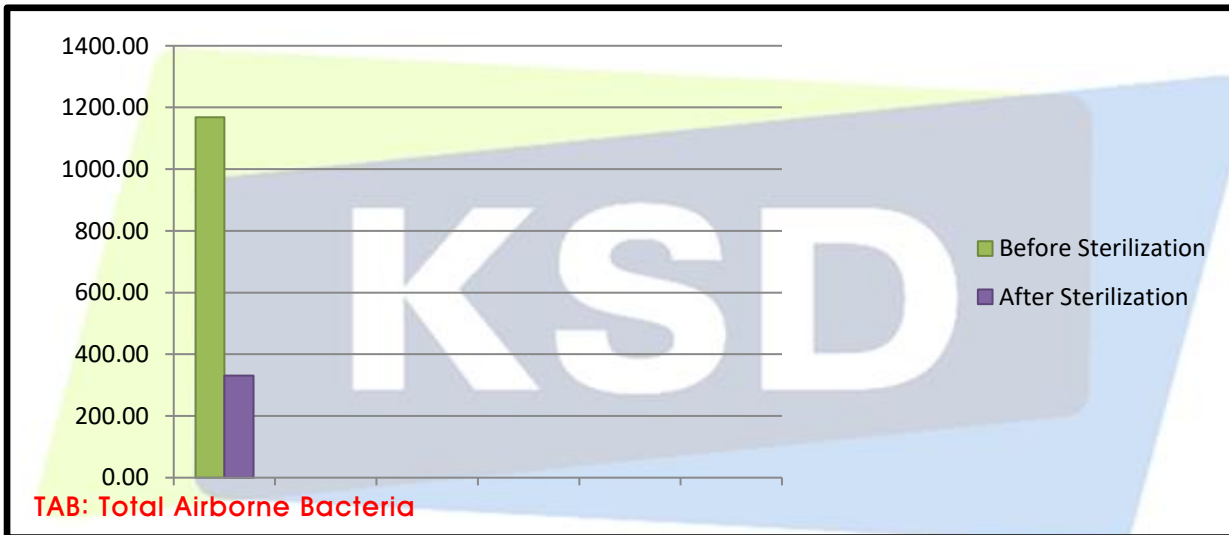 1400.00
1200.00
1000.00
800.00
600.00
400.00
200.00
0.00
KSD
Before Sterilization
After Sterilization
TAB: Total Airborne Bacteria